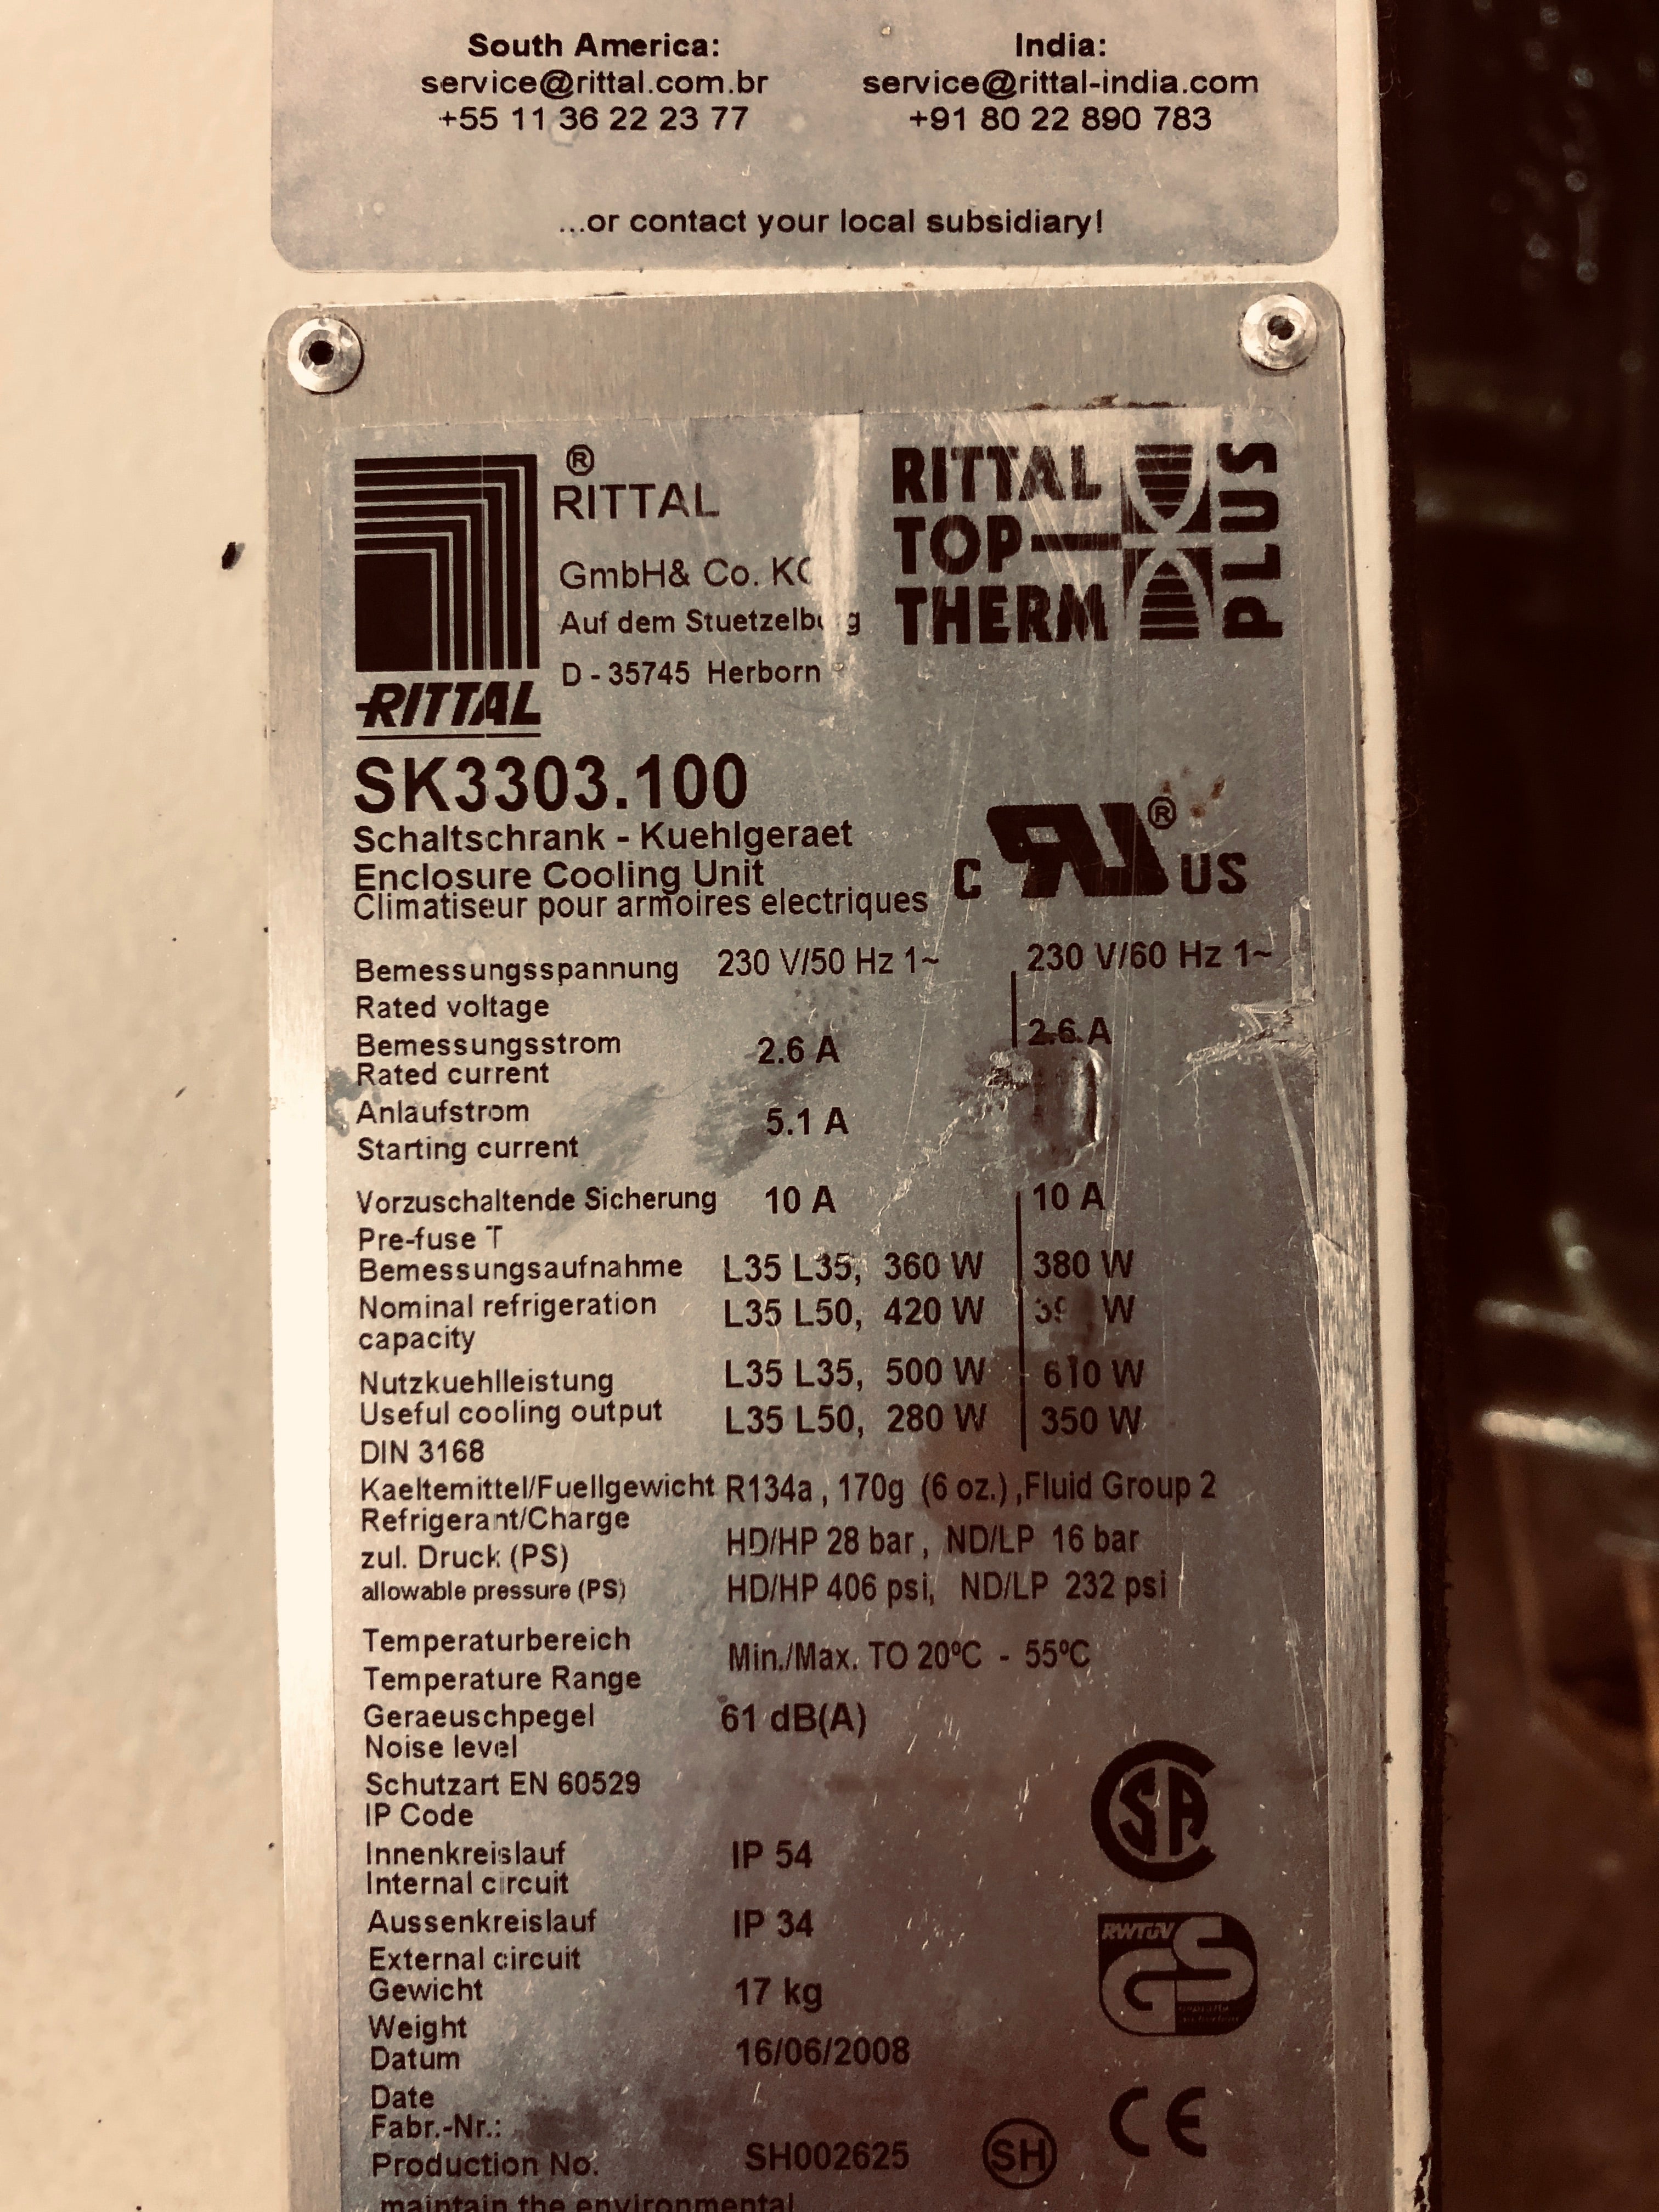 South America:
service@rittal.com.br
+55 11 36 22 23 77
India:
service@rittal-india.com
+91 80 22 890 783
...or contact your local subsidiary!
®
RITTAL
GmbH& Co.
Auf dem
D - 35745 Herborn
RITTAL
RITTAL
TOP
THERM
PLUS
SK3303.100
Schaltschrank - Kuehlgeraet
Enclosure Cooling Unit
Climatiseur pour armoires electriques
C RU® US
Bemessungsspannung 230 V/50 Hz 1~ 230 V/60 Hz 1~
Rated voltage
Bemessungsstrom 2.6 A 2.6 A
Rated current
Anlaufstrom 5.1 A
Starting current
Vorzuschaltende Sicherung 10 A 10 A
Pre-fuse T
Bemessungsaufnahme L35 L35, 360 W 380 W
Nominal refrigeration L35 L50, 420 W W
capacity
Nutzkuehlleistung L35 L35, 500 W 610 W
Useful cooling output L35 L50, 280 W 350 W
DIN 3168
Kaeltemittel/Fuellgewicht R134a , 170g (6 oz.) ,Fluid Group 2
Refrigerant/Charge
zul. Druck (PS) HD/HP 28 bar , ND/LP 16 bar
allowable pressure (PS) HD/HP 406 psi, ND/LP 232 psi
Temperaturbereich Min./Max. TO 20°C - 55°C
Temperature Range
Geraeuschpegel 61 dB(A)
Noise level
Schutzart EN 60529
IP Code
Innenkreislauf IP 54
Internal circuit
Aussenkreislauf IP 34
External circuit
Gewicht 17 kg
Weight
Datum 16/06/2008
Date
Fabr.-Nr.:
Production No. SH002625 SH
CSA
RWTÜV
GS
CE
maintain the environmental